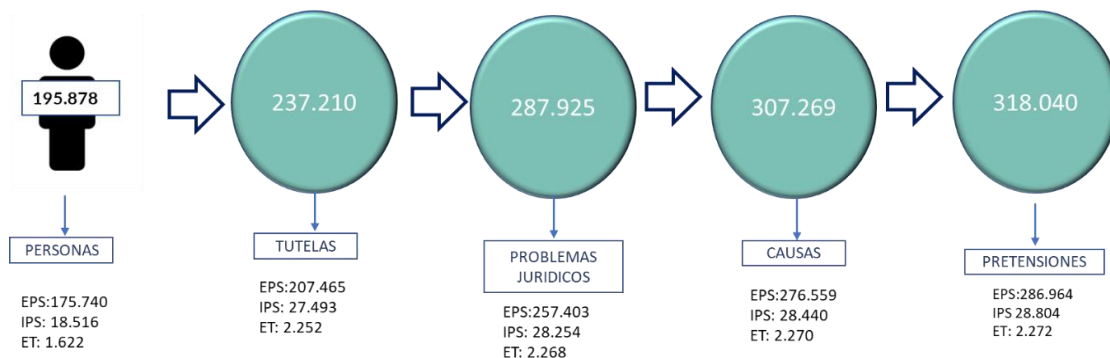 195.878
237.210
287.925
307.269
318.040
PERSONAS
EPS:175.740
IPS: 18.516
ET: 1.622
TUTELAS
EPS:207.465
IPS: 27.493
ET: 2.252
PROBLEMAS
JURIDICOS
EPS:257.403
IPS: 28.254
ET: 2.268
CAUSAS
EPS:276.559
IPS: 28.440
ET: 2.270
PRETENSIONES
EPS: 286.964
IPS 28.804
ET: 2.272